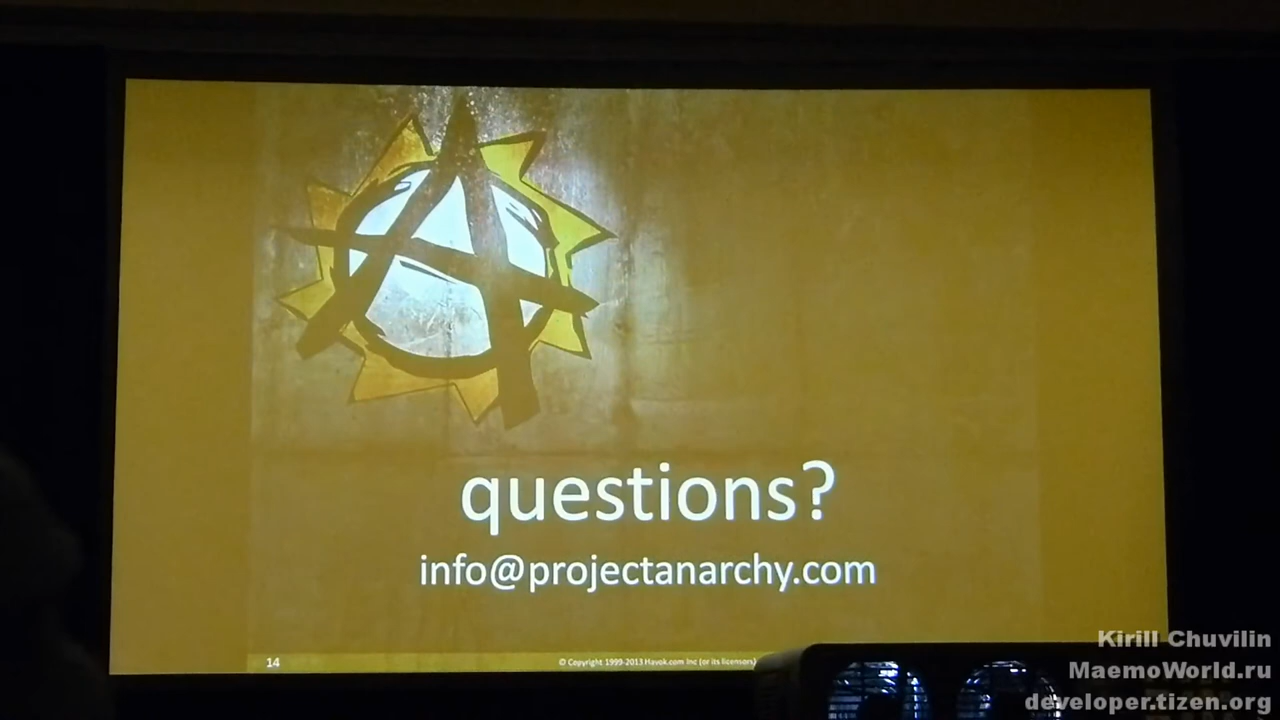 questions?
info@projectanarchy.com
14
© Copyright 1999-2013 Havok.com Inc (or its licensors)
Kirill Chuvilin
MaemoWorld.ru
developer.tizen.org